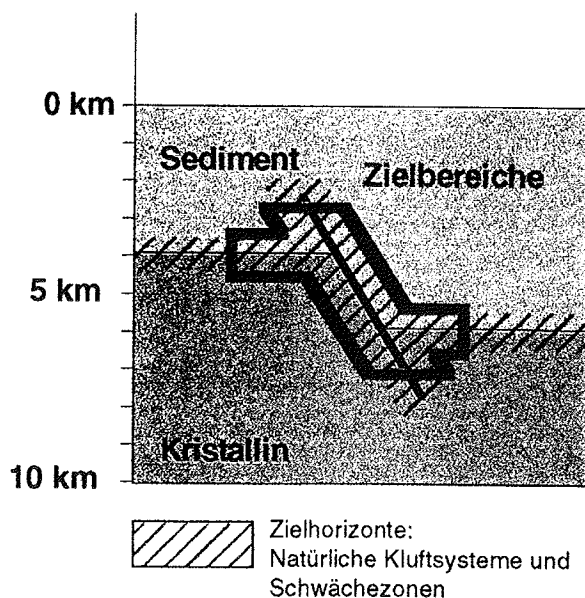 0 km
Sediment
Zielbereiche
5 km
Kristallin
10 km
Zielhorizonte:
Natürliche Kluftsysteme und
Schwächezonen